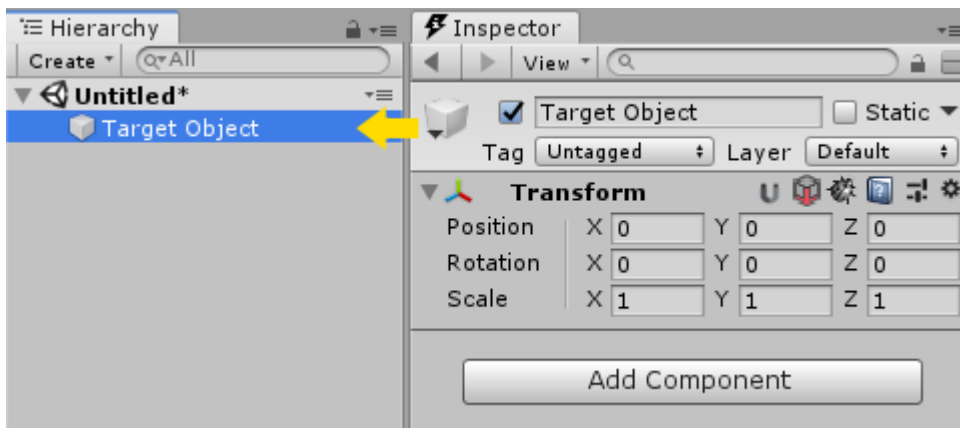 Hierarchy
Create All
Untitled*
Target Object
Inspector
View
Target Object Static
Tag Untagged Layer Default
Transform
Position X 0 Y 0 Z 0
Rotation X 0 Y 0 Z 0
Scale X 1 Y 1 Z 1
Add Component